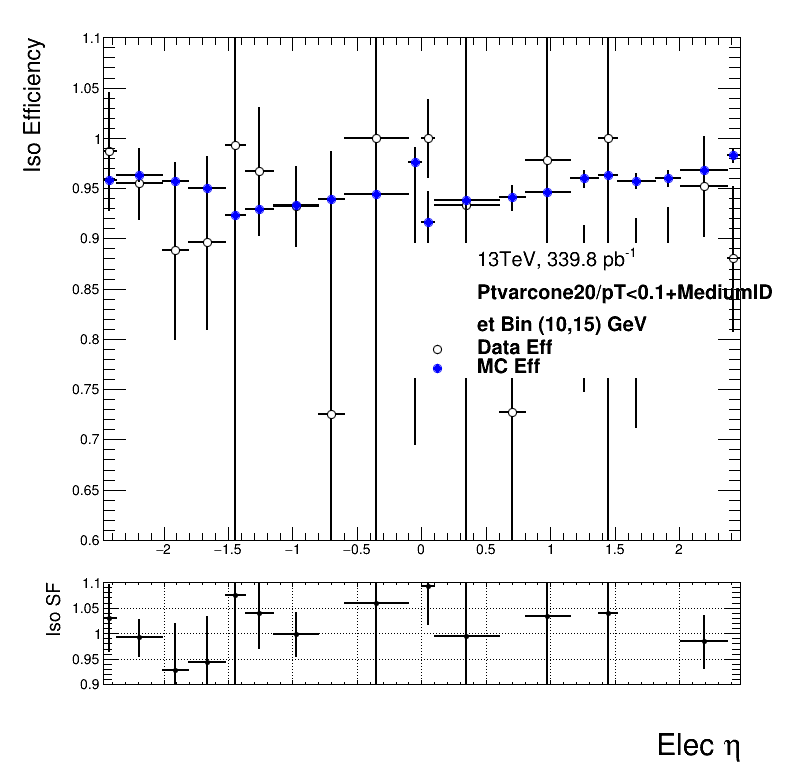 Iso Efficiency
1.1
1.05
1
0.95
0.9
0.85
0.8
0.75
0.7
0.65
0.6
13TeV, 339.8 pb-1
Ptvarcone20/pT<0.1+MediumID
et Bin (10,15) GeV
Data Eff
MC Eff
−2 −1.5 −1 −0.5 0 0.5 1 1.5 2
Iso SF
1.1
1.05
1
0.95
0.9
Elec η